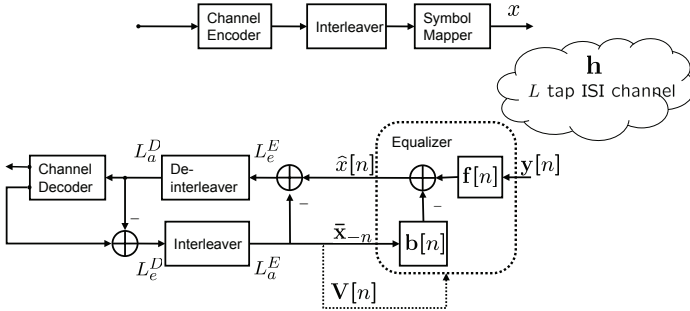 Channel
Encoder
Interleaver
Symbol
Mapper
x
h
L tap ISI channel
Equalizer
L_a^D
L_e^E
x̂[n]
f[n]
y[n]
Channel
Decoder
De-
interleaver
−
−
−
Interleaver
L_e^D
L_a^E
x̄_{−n}
b[n]
V[n]